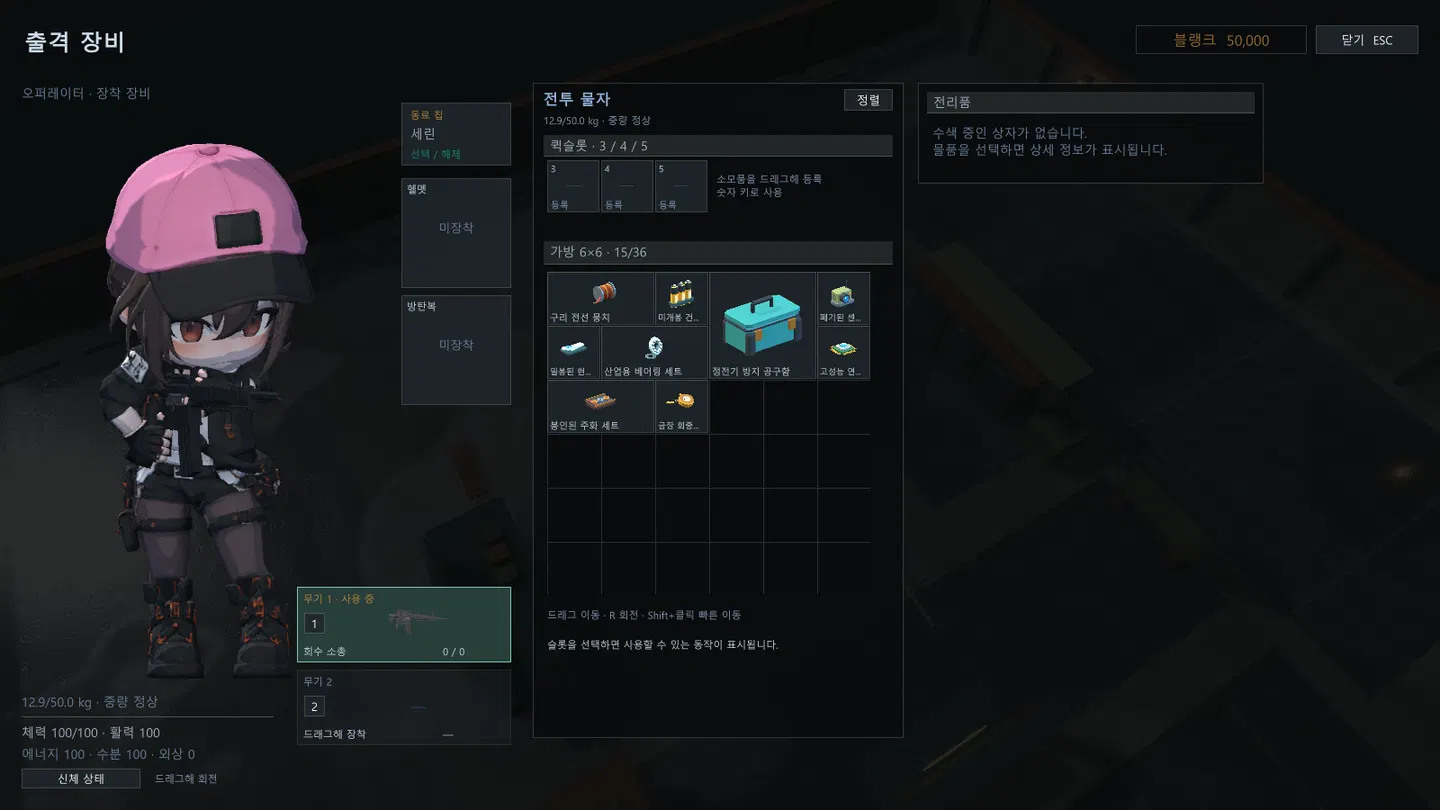 출격 장비
블랭크 50,000
닫기 ESC
오퍼레이터 · 장착 장비
동료 칩
세린
선택 / 해제
헬멧
미장착
방탄복
미장착
무기 1 · 사용 중
1
회수 소총 0 / 0
무기 2
2
드래그해 장착 —
12.9/50.0 kg · 중량 정상
체력 100/100 · 활력 100
에너지 100 · 수분 100 · 외상 0
신체 상태
드래그해 회전
전투 물자
정렬
12.9/50.0 kg · 중량 정상
퀵슬롯 · 3 / 4 / 5
3 4 5
등록 등록 등록
소모품을 드래그해 등록
숫자 키로 사용
가방 6×6 · 15/36
구리 전선 뭉치
미개봉 건...
정전기 방지 공구함
폐기된 센...
밀봉된 현...
산업용 베어링 세트
고성능 연...
봉인된 주화 세트
금장 회중...
드래그 이동 · R 회전 · Shift+클릭 빠른 이동
슬롯을 선택하면 사용할 수 있는 동작이 표시됩니다.
전리품
수색 중인 상자가 없습니다.
물품을 선택하면 상세 정보가 표시됩니다.